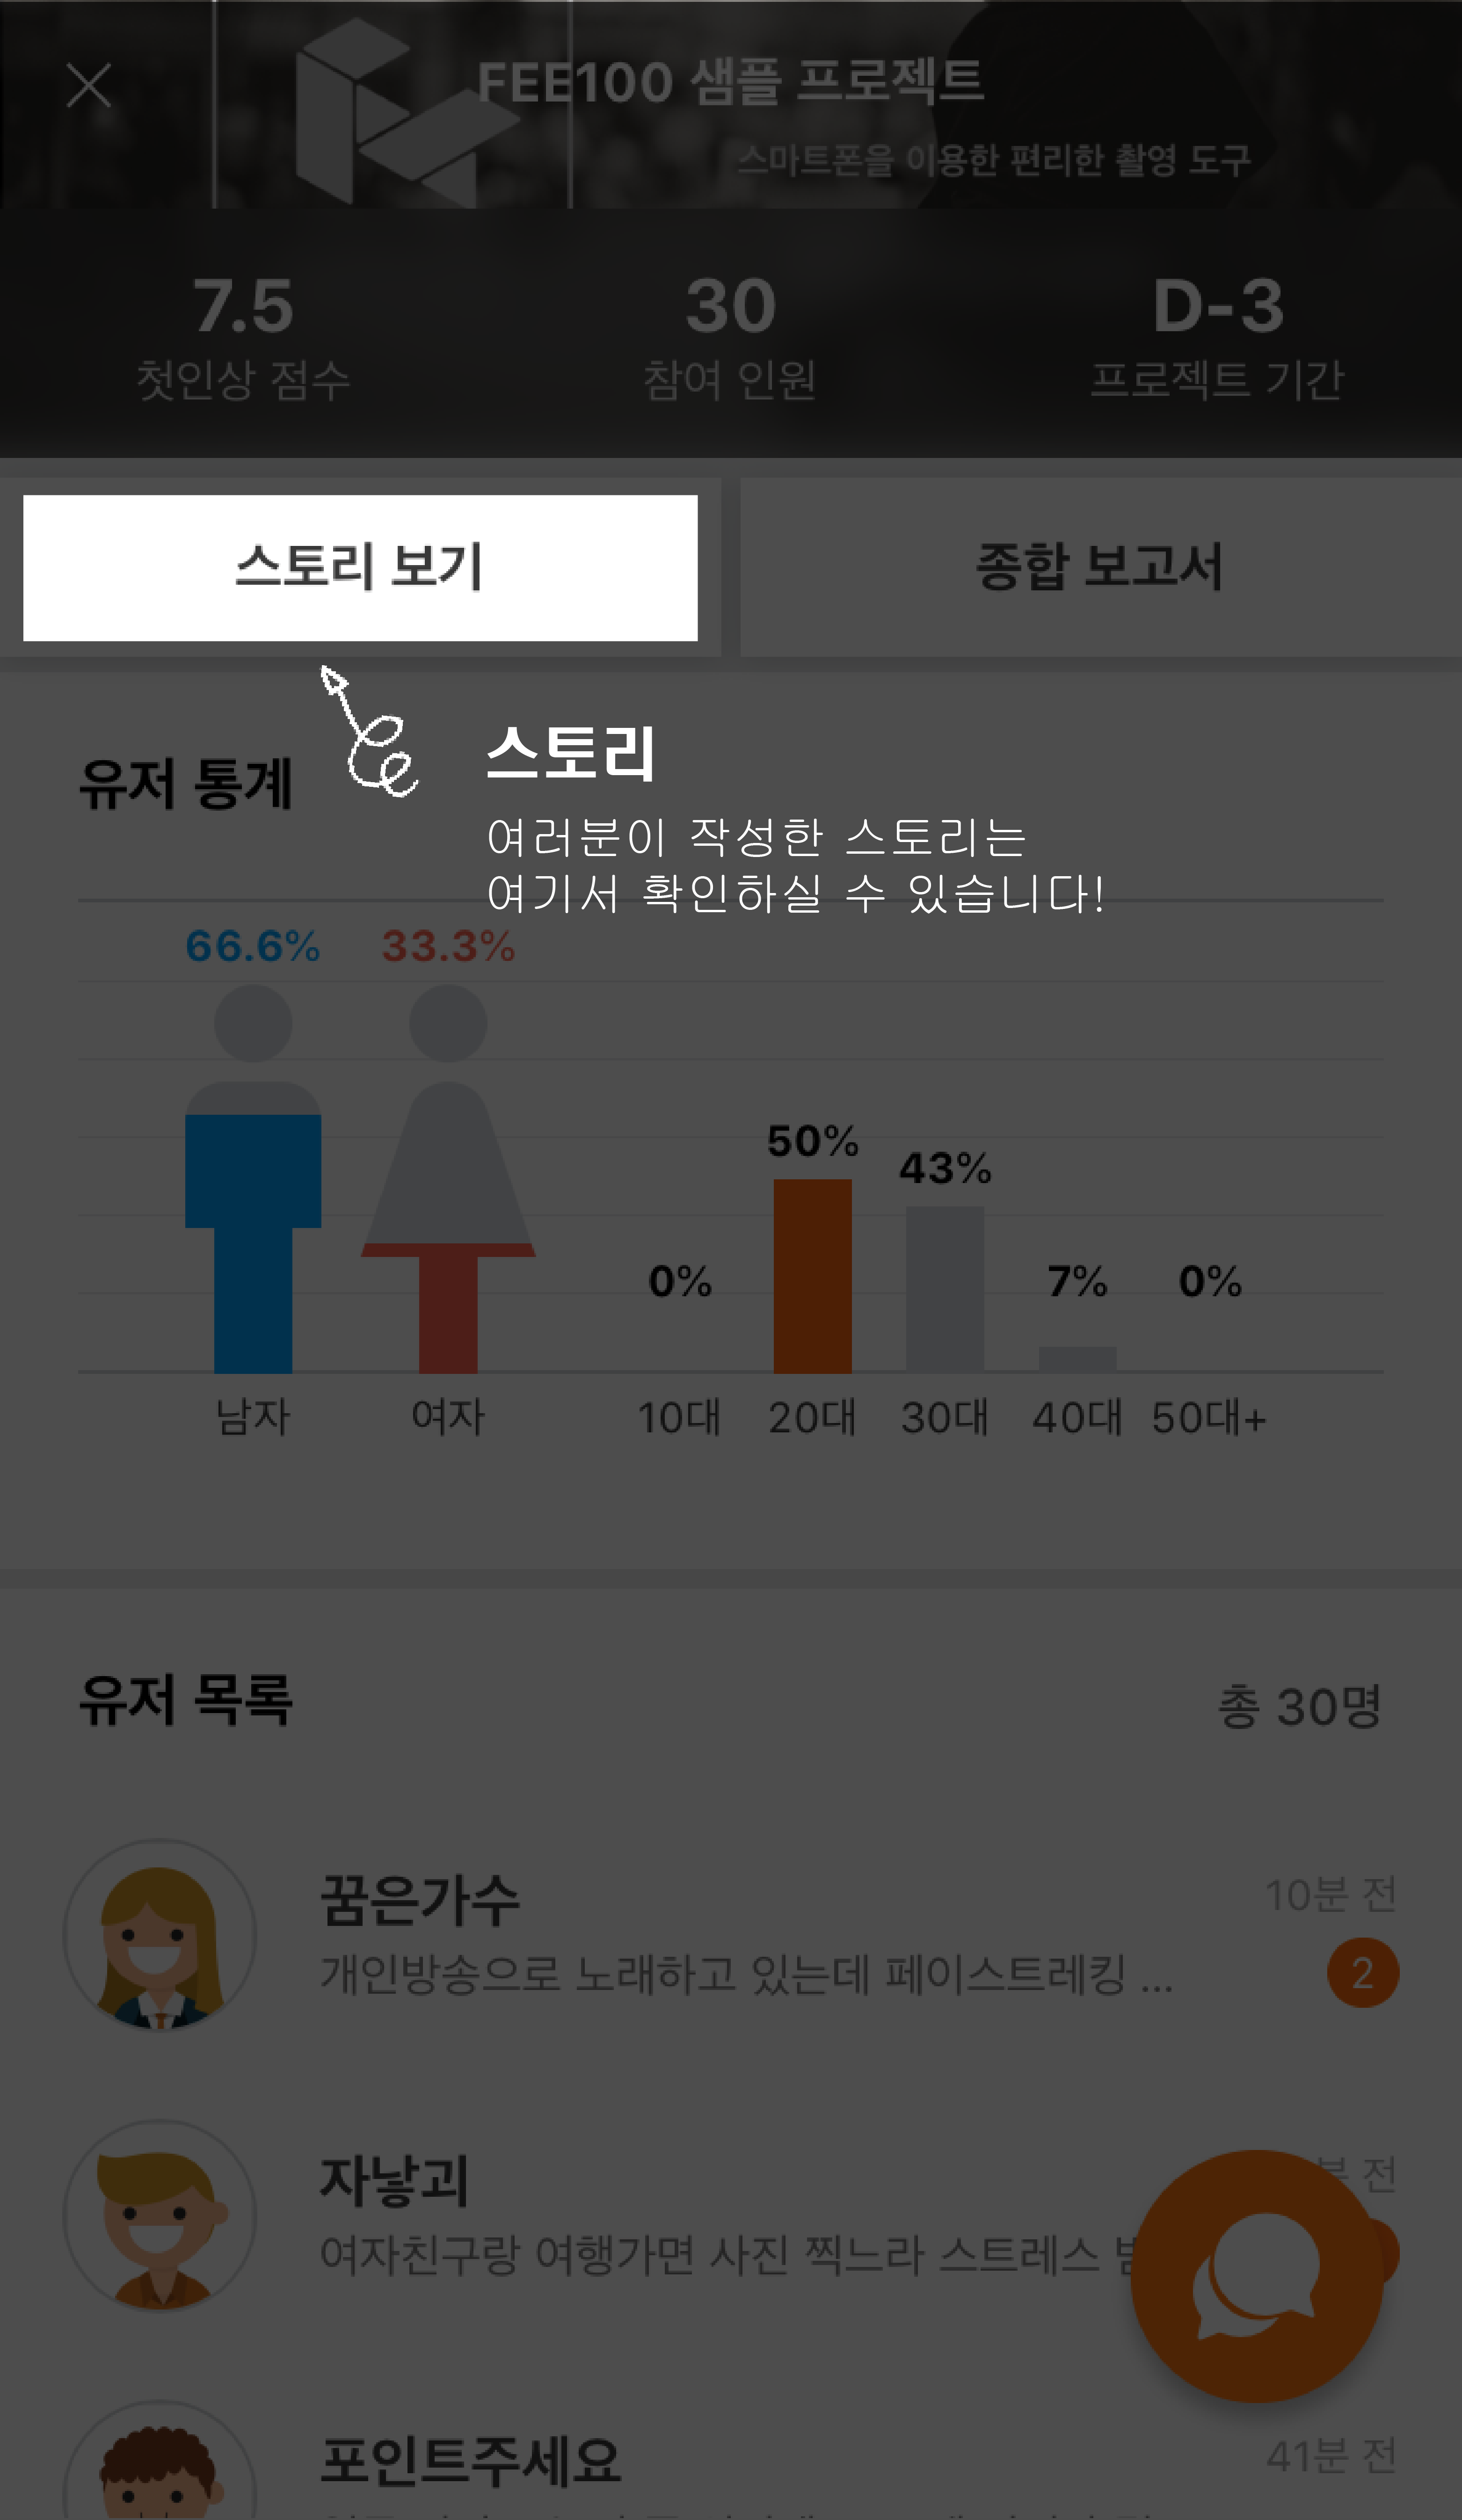 FEE100 샘플 프로젝트
스마트폰을 이용한 편리한 촬영 도구
7.5 30 D-3
첫인상 점수 참여 인원 프로젝트 기간
스토리 보기 종합 보고서
스토리
유저 통계
여러분이 작성한 스토리는
여기서 확인하실 수 있습니다!
66.6% 33.3%
50%
43%
0% 7% 0%
남자 여자 10대 20대 30대 40대 50대+
유저 목록 총 30명
꿈은가수 10분 전
개인방송으로 노래하고 있는데 페이스트레킹 ... 2
자낳괴 전
여자친구랑 여행가면 사진 찍느라 스트레스
포인트주세요 41분 전